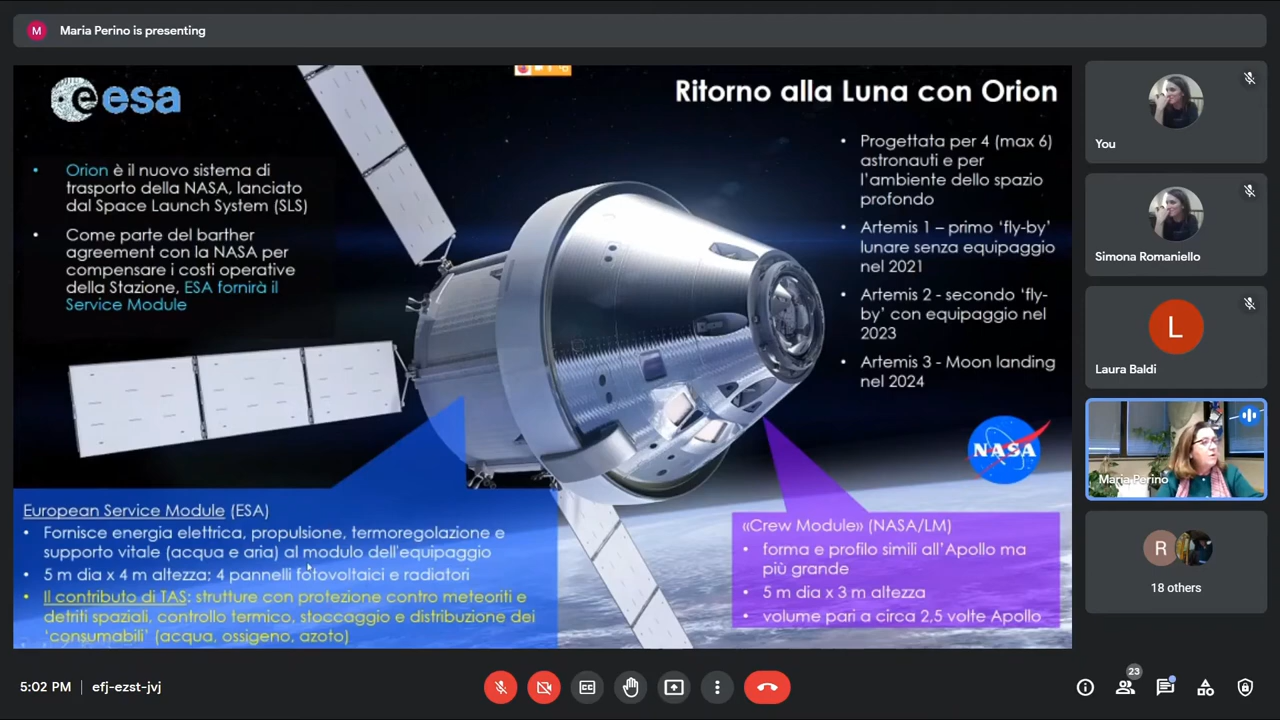 M
Maria Perino is presenting
esa
Ritorno alla Luna con Orion
• Orion è il nuovo sistema di
trasporto della NASA, lanciato
dal Space Launch System (SLS)
• Come parte del barther
agreement con la NASA per
compensare i costi operative
della Stazione, ESA fornirà il
Service Module
• Progettata per 4 (max 6)
astronauti e per
l'ambiente dello spazio
profondo
• Artemis 1 – primo 'fly-by'
lunare senza equipaggio
nel 2021
• Artemis 2 - secondo 'fly-
by' con equipaggio nel
2023
• Artemis 3 - Moon landing
nel 2024
NASA
European Service Module (ESA)
• Fornisce energia elettrica, propulsione, termoregolazione e
supporto vitale (acqua e aria) al modulo dell'equipaggio
• 5 m dia x 4 m altezza; 4 pannelli fotovoltaici e radiatori
• Il contributo di TAS: strutture con protezione contro meteoriti e
detriti spaziali, controllo termico, stoccaggio e distribuzione dei
'consumabili' (acqua, ossigeno, azoto)
«Crew Module» (NASA/LM)
• forma e profilo simili all'Apollo ma
più grande
• 5 m dia x 3 m altezza
• volume pari a circa 2,5 volte Apollo
You
Simona Romaniello
L
Laura Baldi
Maria Perino
R
18 others
5:02 PM | efj-ezst-jvj
CC
23